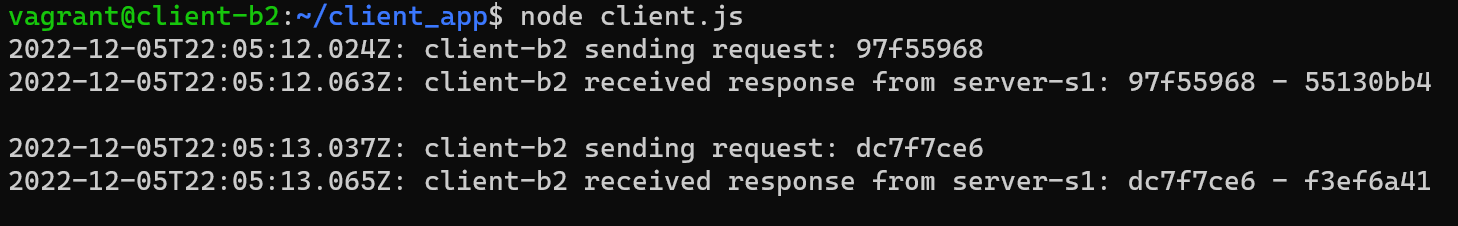 vagrant@client-b2:~/client_app$ node client.js
2022-12-05T22:05:12.024Z: client-b2 sending request: 97f55968
2022-12-05T22:05:12.063Z: client-b2 received response from server-s1: 97f55968 - 55130bb4
2022-12-05T22:05:13.037Z: client-b2 sending request: dc7f7ce6
2022-12-05T22:05:13.065Z: client-b2 received response from server-s1: dc7f7ce6 - f3ef6a41